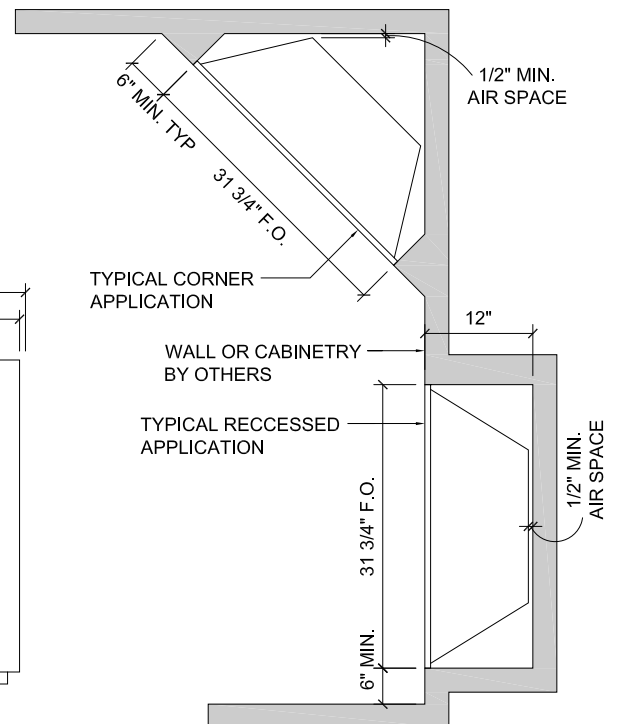 1/2" MIN.
AIR SPACE
6" MIN. TYP
31 3/4" F.O.
TYPICAL CORNER
APPLICATION
12"
WALL OR CABINETRY
BY OTHERS
TYPICAL RECCESSED
APPLICATION
31 3/4" F.O.
1/2" MIN.
AIR SPACE
6" MIN.